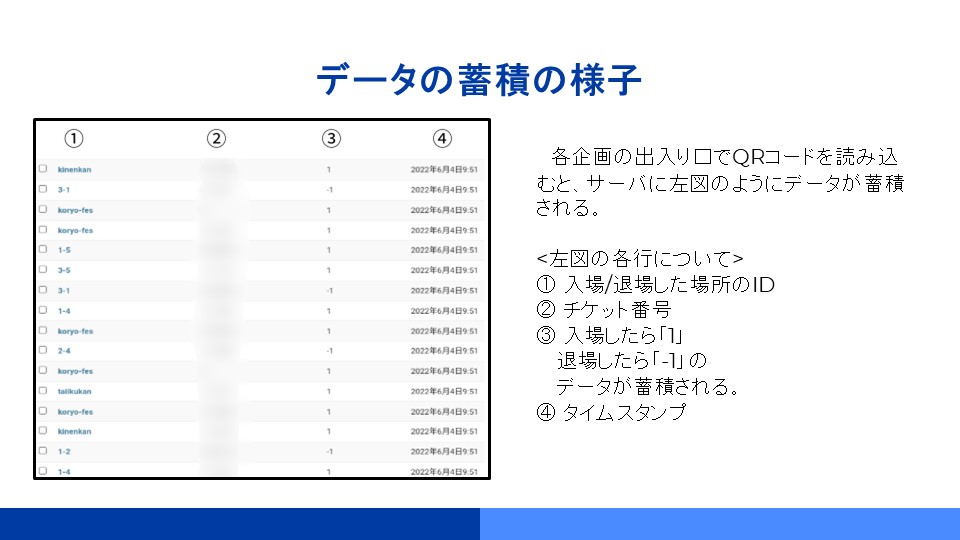 データの蓄積の様子
① ② ③ ④
kinenkan 1 2022年6月4日9:51
3-1 -1 2022年6月4日9:51
koryo-fes 1 2022年6月4日9:51
koryo-fes 1 2022年6月4日9:51
1-5 1 2022年6月4日9:51
3-5 1 2022年6月4日9:51
3-1 -1 2022年6月4日9:51
1-4 1 2022年6月4日9:51
koryo-fes 1 2022年6月4日9:51
2-4 -1 2022年6月4日9:51
koryo-fes 1 2022年6月4日9:51
taiikukan 1 2022年6月4日9:51
koryo-fes 1 2022年6月4日9:51
kinenkan 1 2022年6月4日9:51
1-2 -1 2022年6月4日9:51
1-4 1 2022年6月4日9:51
各企画の出入り口でQRコードを読み込
むと、サーバに左図のようにデータが蓄積
される。
<左図の各行について>
① 入場/退場した場所のID
② チケット番号
③ 入場したら「1」
退場したら「-1」の
データが蓄積される。
④ タイムスタンプ